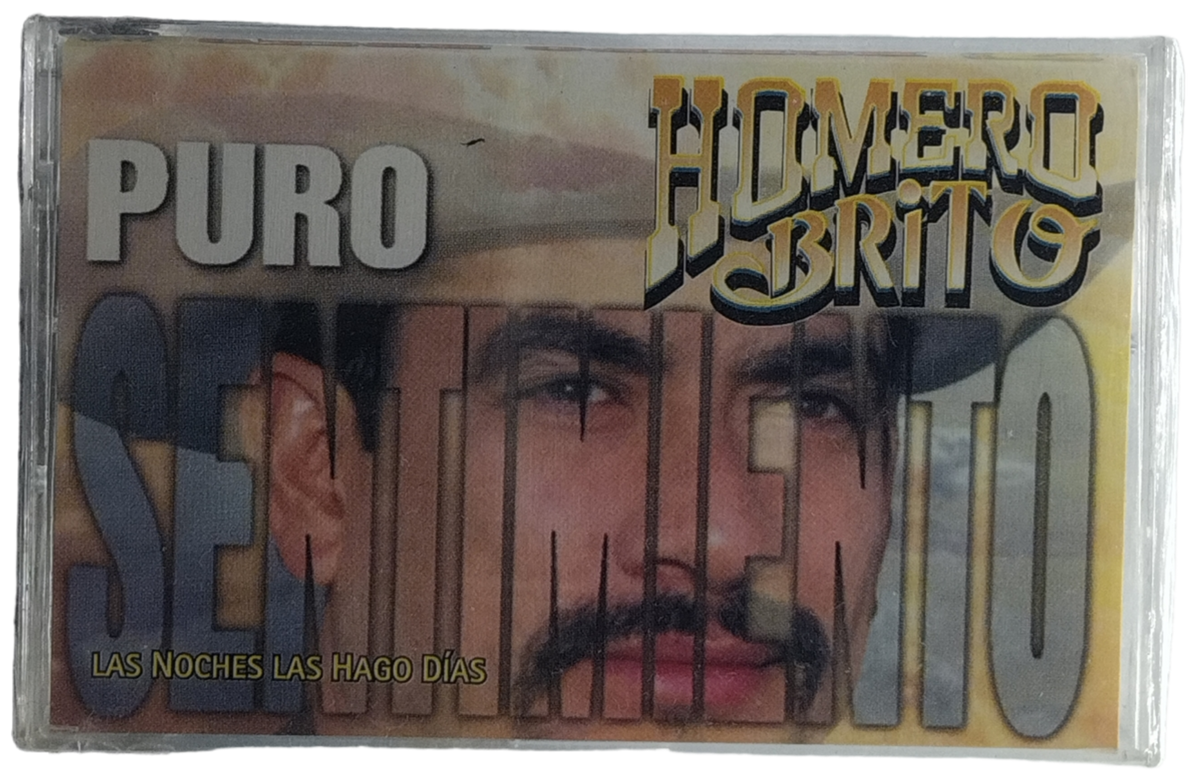 PURO
HOMERO
BRiTO
SENTIMIENTO
LAS NOCHES LAS HAGO DÍAS